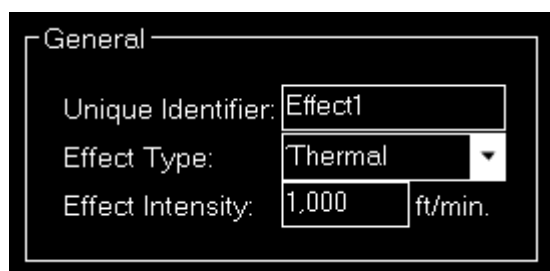 General
Unique Identifier: Effect1
Effect Type: Thermal
Effect Intensity: 1,000 ft/min.